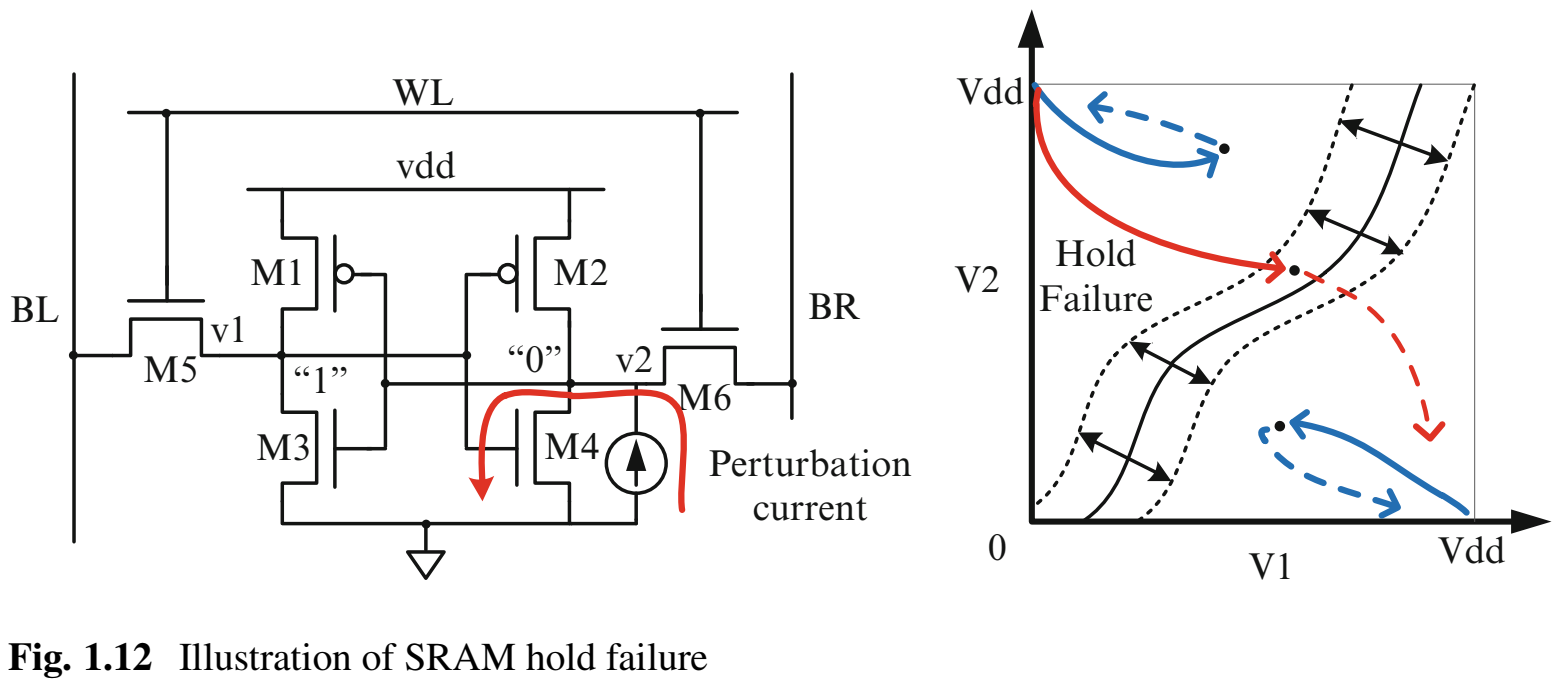 WL
vdd
M1
M2
BL
v1
M5
"1"
"0"
v2
M6
BR
M3
M4
Perturbation
current
Vdd
V2
Hold
Failure
0
V1
Vdd
Fig. 1.12 Illustration of SRAM hold failure